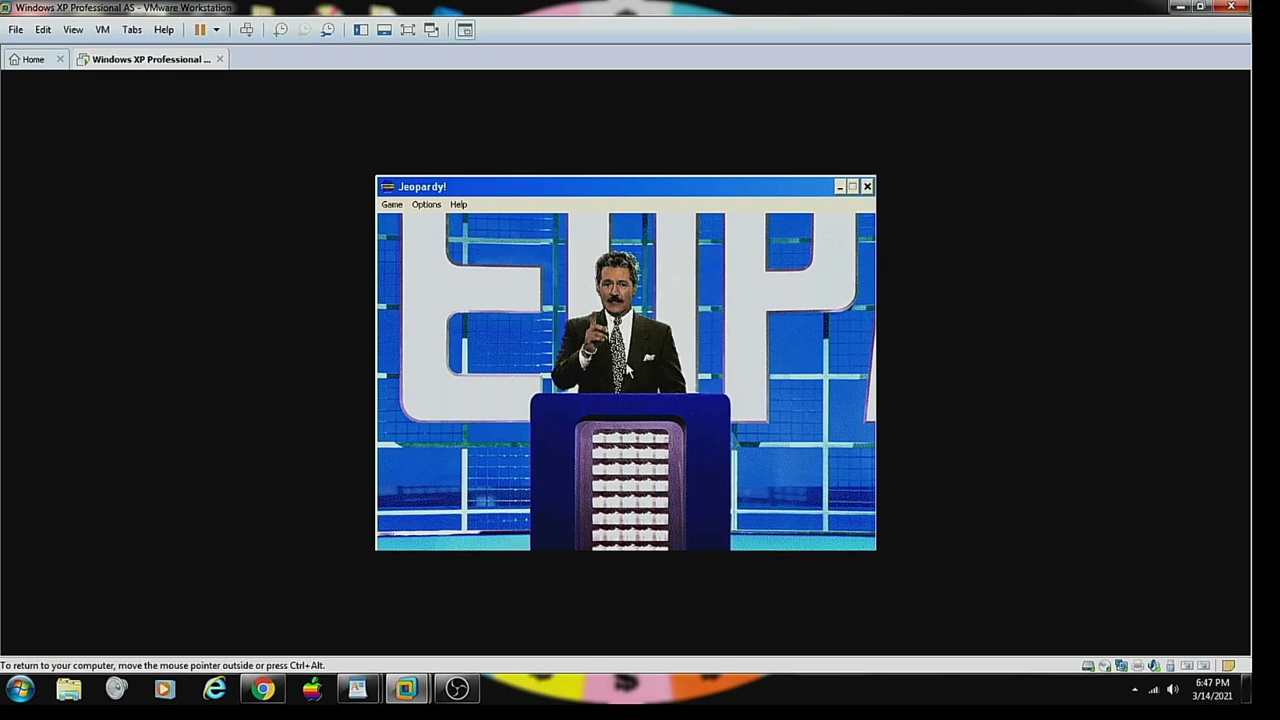 Windows XP Professional AS - VMware Workstation
File Edit View VM Tabs Help
Home Windows XP Professional ...
Jeopardy!
Game Options Help
EOP
To return to your computer, move the mouse pointer outside or press Ctrl+Alt.
6:47 PM
3/14/2021